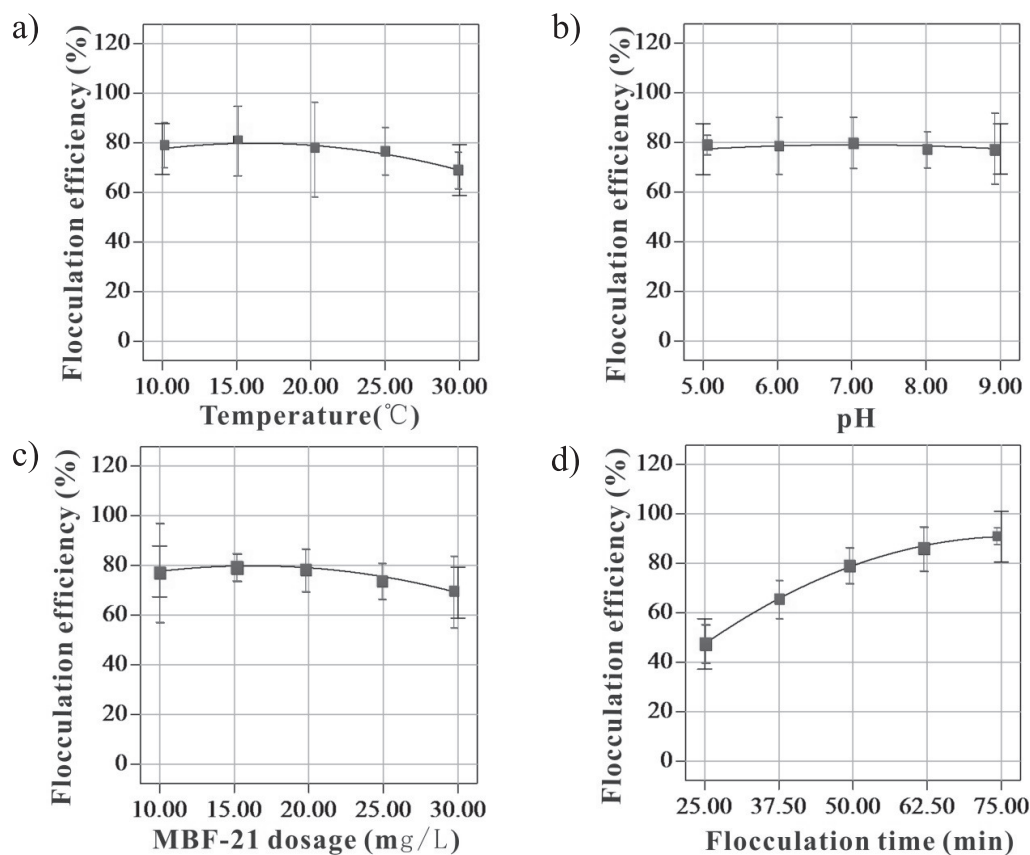 a)
Flocculation efficiency (%)
120
100
80
60
40
20
0
10.00 15.00 20.00 25.00 30.00
Temperature(℃)
b)
Flocculation efficiency (%)
120
100
80
60
40
20
0
5.00 6.00 7.00 8.00 9.00
pH
c)
Flocculation efficiency (%)
120
100
80
60
40
20
0
10.00 15.00 20.00 25.00 30.00
MBF-21 dosage (mg/L)
d)
Flocculation efficiency (%)
120
100
80
60
40
20
0
25.00 37.50 50.00 62.50 75.00
Flocculation time (min)